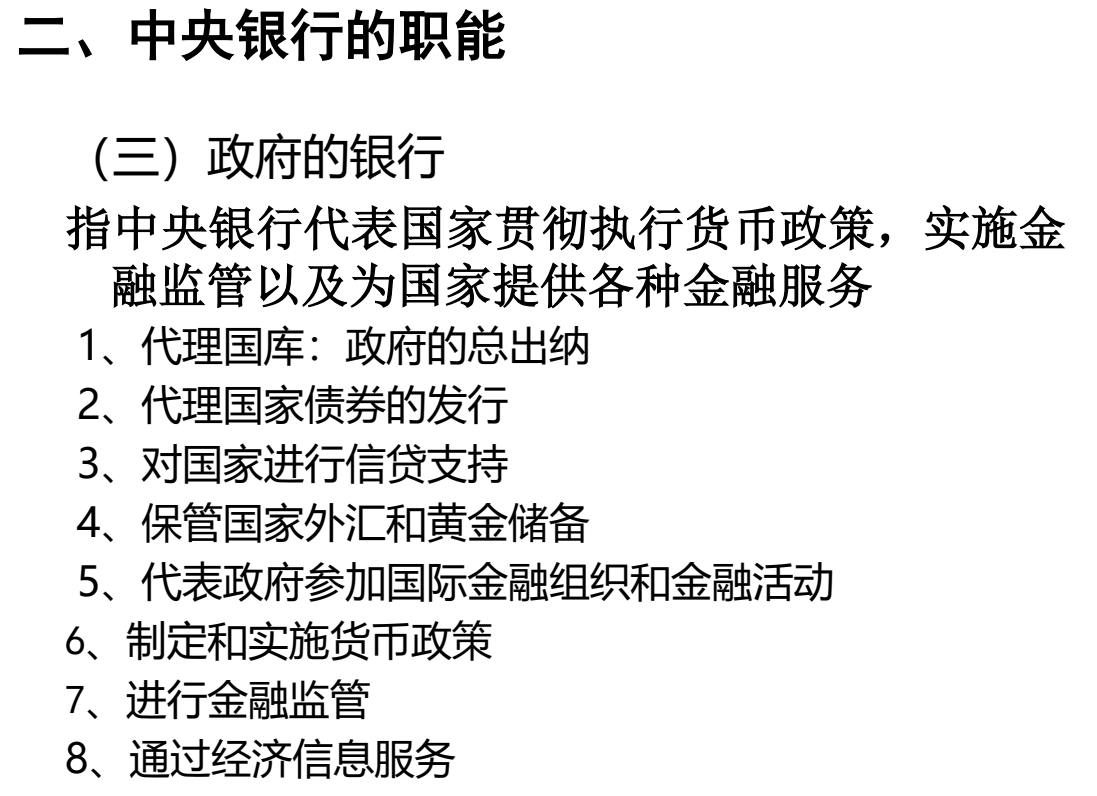 二、中央银行的职能
（三）政府的银行
指中央银行代表国家贯彻执行货币政策，实施金
融监管以及为国家提供各种金融服务
1、代理国库：政府的总出纳
2、代理国家债券的发行
3、对国家进行信贷支持
4、保管国家外汇和黄金储备
5、代表政府参加国际金融组织和金融活动
6、制定和实施货币政策
7、进行金融监管
8、通过经济信息服务